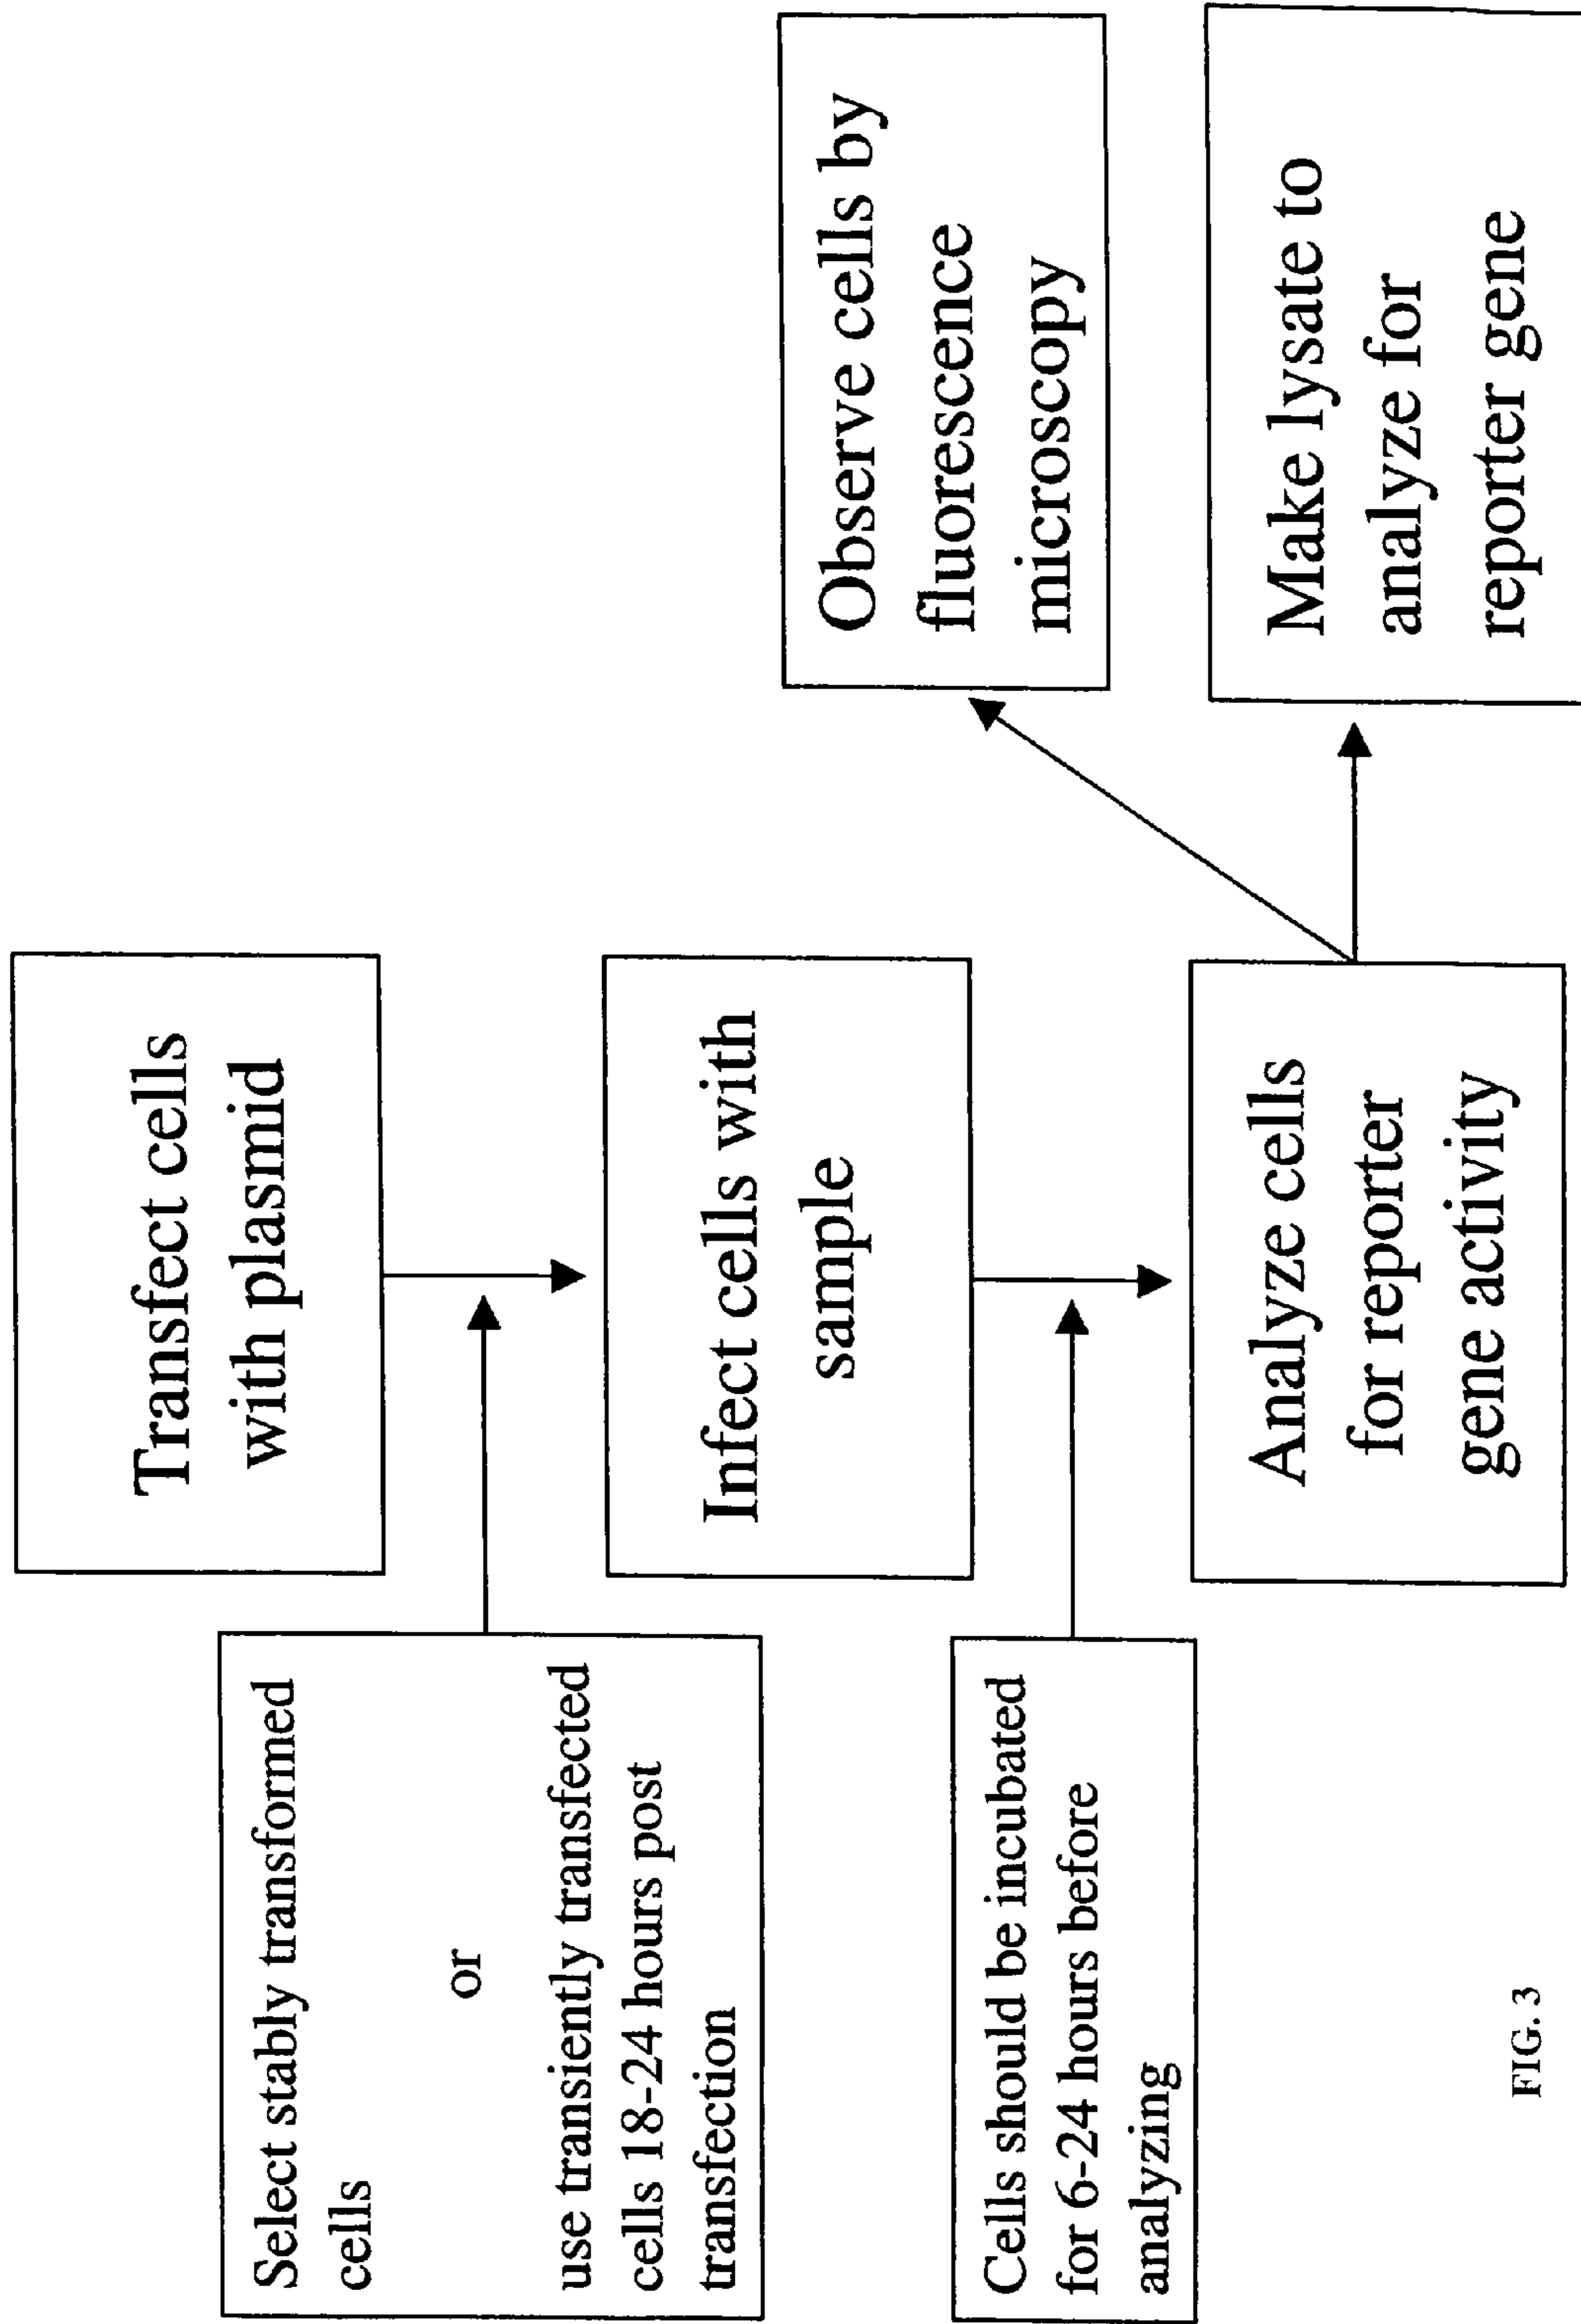 Transfect cells
with plasmid
Select stably transformed
cells
or
use transiently transfected
cells 18-24 hours post
transfection
Infect cells with
sample
Cells should be incubated
for 6-24 hours before
analyzing
Analyze cells
for reporter
gene activity
Observe cells by
fluorescence
microscopy
Make lysate to
analyze for
reporter gene
FIG. 3